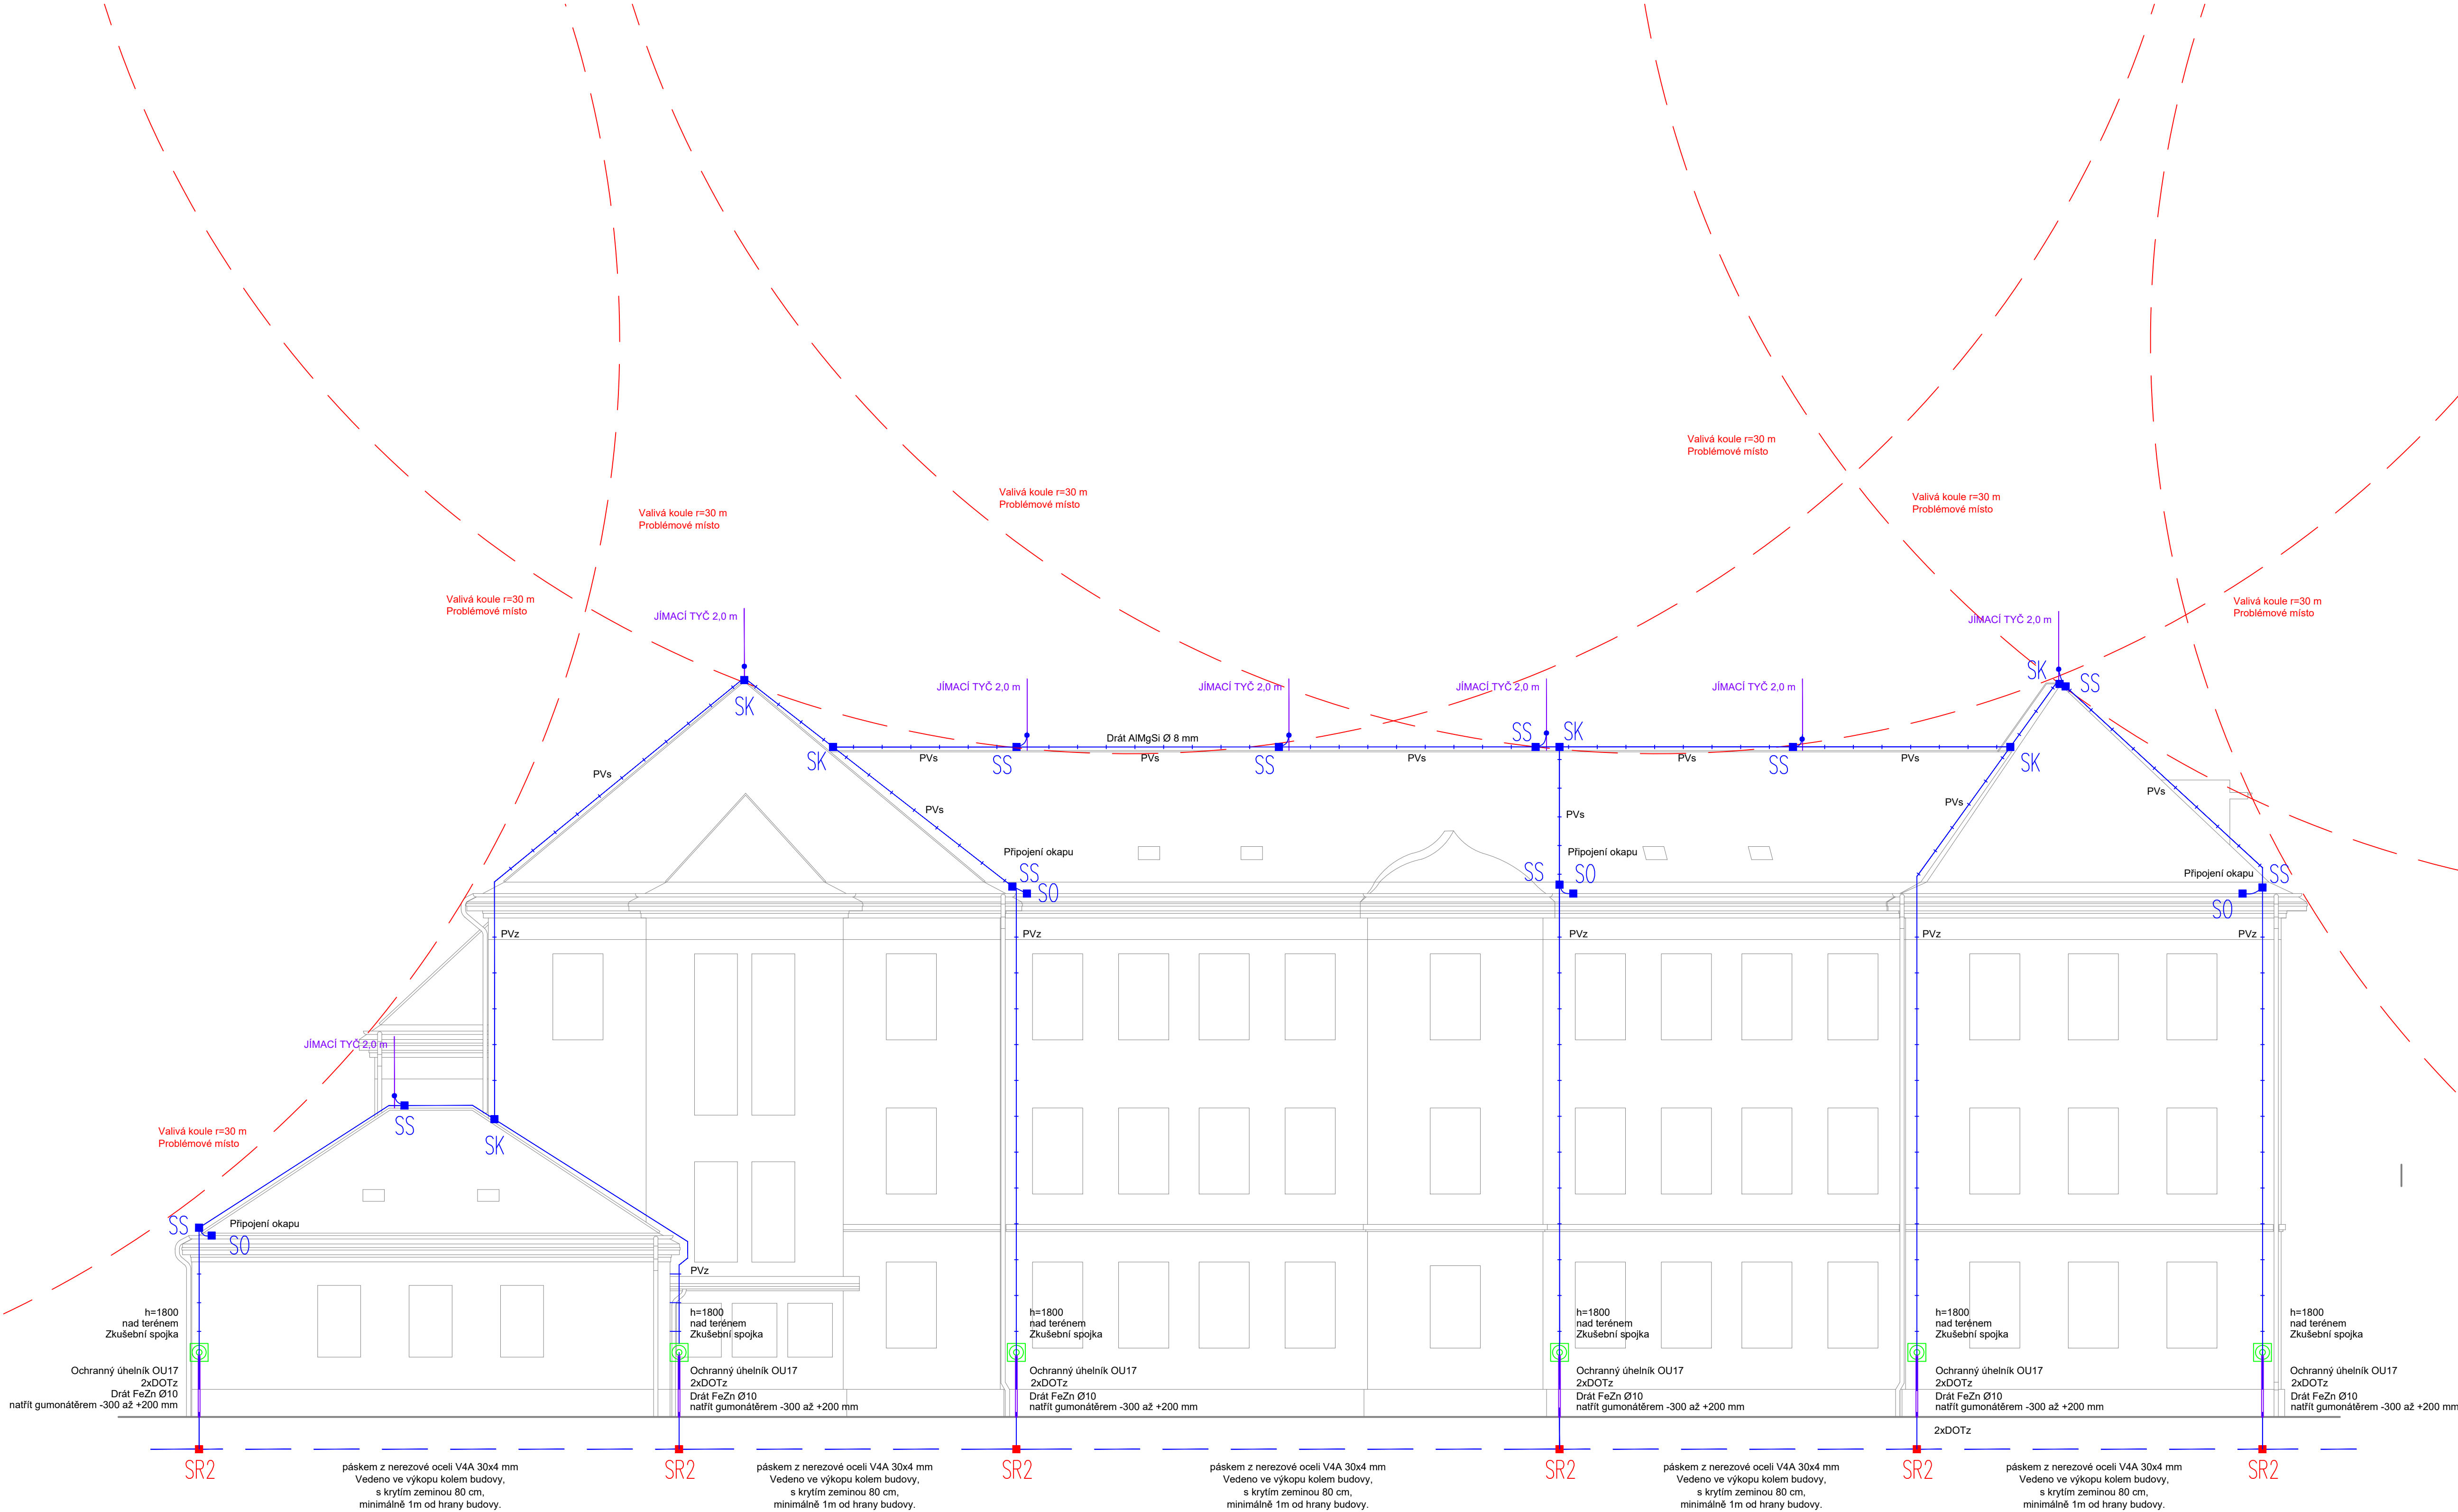 Valivá koule r=30 m
Problémové místo
Valivá koule r=30 m
Problémové místo
Valivá koule r=30 m
Problémové místo
Valivá koule r=30 m
Problémové místo
Valivá koule r=30 m
Problémové místo
Valivá koule r=30 m
Problémové místo
JÍMACÍ TYČ 2,0 m
JÍMACÍ TYČ 2,0 m
SK
SS
SK
JÍMACÍ TYČ 2,0 m
JÍMACÍ TYČ 2,0 m
JÍMACÍ TYČ 2,0 m
JÍMACÍ TYČ 2,0 m
SS
SK
Drát AlMgSi Ø 8 mm
SK
PVs
SS
PVs
SS
PVs
PVs
SS
PVs
SK
PVs
PVs
PVs
PVs
PVs
Připojení okapu
SS
SO
Připojení okapu
SS
SO
Připojení okapu
SS
SO
PVz
PVz
PVz
PVz
PVz
JÍMACÍ TYČ 2,0 m
SS
SK
Valivá koule r=30 m
Problémové místo
SS
Připojení okapu
SO
PVz
h=1800
nad terénem
Zkušební spojka
h=1800
nad terénem
Zkušební spojka
h=1800
nad terénem
Zkušební spojka
h=1800
nad terénem
Zkušební spojka
h=1800
nad terénem
Zkušební spojka
h=1800
nad terénem
Zkušební spojka
Ochranný úhelník OU17
2xDOTz
Drát FeZn Ø10
natřít gumonátěrem -300 až +200 mm
Ochranný úhelník OU17
2xDOTz
Drát FeZn Ø10
natřít gumonátěrem -300 až +200 mm
Ochranný úhelník OU17
2xDOTz
Drát FeZn Ø10
natřít gumonátěrem -300 až +200 mm
Ochranný úhelník OU17
2xDOTz
Drát FeZn Ø10
natřít gumonátěrem -300 až +200 mm
Ochranný úhelník OU17
2xDOTz
Drát FeZn Ø10
natřít gumonátěrem -300 až +200 mm
Ochranný úhelník OU17
2xDOTz
Drát FeZn Ø10
natřít gumonátěrem -300 až +200 mm
2xDOTz
SR2
SR2
SR2
SR2
SR2
SR2
páskem z nerezové oceli V4A 30x4 mm
Vedeno ve výkopu kolem budovy,
s krytím zeminou 80 cm,
minimálně 1m od hrany budovy.
páskem z nerezové oceli V4A 30x4 mm
Vedeno ve výkopu kolem budovy,
s krytím zeminou 80 cm,
minimálně 1m od hrany budovy.
páskem z nerezové oceli V4A 30x4 mm
Vedeno ve výkopu kolem budovy,
s krytím zeminou 80 cm,
minimálně 1m od hrany budovy.
páskem z nerezové oceli V4A 30x4 mm
Vedeno ve výkopu kolem budovy,
s krytím zeminou 80 cm,
minimálně 1m od hrany budovy.
páskem z nerezové oceli V4A 30x4 mm
Vedeno ve výkopu kolem budovy,
s krytím zeminou 80 cm,
minimálně 1m od hrany budovy.